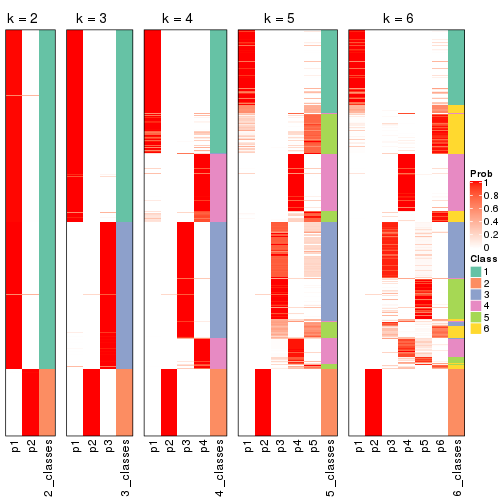 k = 2
k = 3
k = 4
k = 5
k = 6
Prob
1
0.8
0.6
0.4
0.2
0
Class
1
2
3
4
5
6
p1
p2
2_classes
p1
p2
p3
3_classes
p1
p2
p3
p4
4_classes
p1
p2
p3
p4
p5
5_classes
p1
p2
p3
p4
p5
p6
6_classes